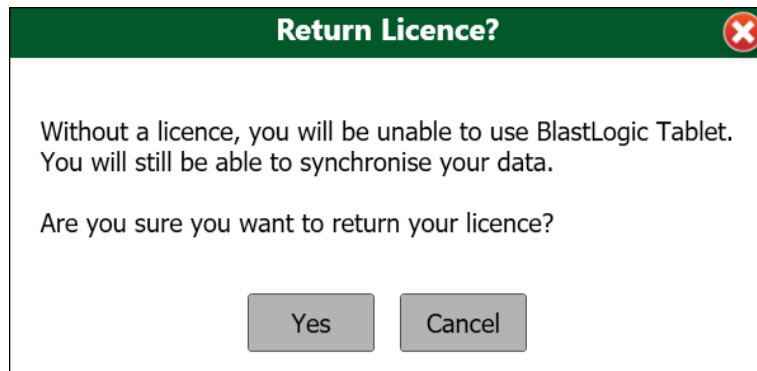 Return Licence?
Without a licence, you will be unable to use BlastLogic Tablet.
You will still be able to synchronise your data.
Are you sure you want to return your licence?
Yes
Cancel